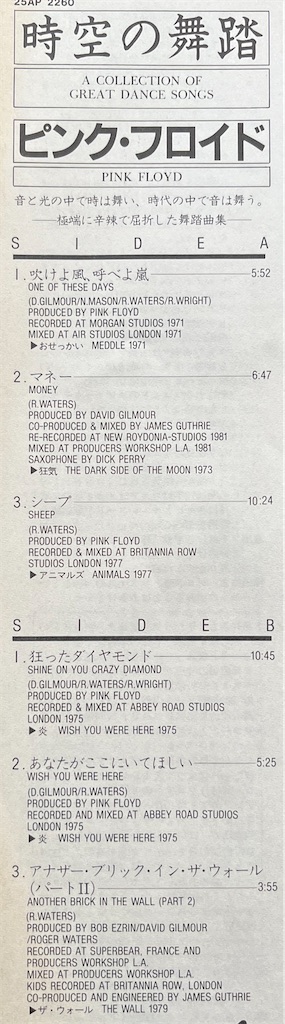 25AP 2260
時空の舞踏
A COLLECTION OF
GREAT DANCE SONGS
ピンク・フロイド
PINK FLOYD
音と光の中で時は舞い、時代の中で音は舞う。
——極端に辛辣で屈折した舞踏曲集——
S I D E A
1. 吹けよ風、呼べよ嵐 5:52
ONE OF THESE DAYS
(D.GILMOUR/N.MASON/R.WATERS/R.WRIGHT)
PRODUCED BY PINK FLOYD
RECORDED AT MORGAN STUDIOS 1971
MIXED AT AIR STUDIOS LONDON 1971
▶おせっかい MEDDLE 1971
2. マネー 6:47
MONEY
(R.WATERS)
PRODUCED BY DAVID GILMOUR
CO-PRODUCED & MIXED BY JAMES GUTHRIE
RE-RECORDED AT NEW ROYDONIA-STUDIOS 1981
MIXED AT PRODUCERS WORKSHOP L.A. 1981
SAXOPHONE BY DICK PERRY
▶狂気 THE DARK SIDE OF THE MOON 1973
3. シープ 10:24
SHEEP
(R.WATERS)
PRODUCED BY PINK FLOYD
RECORDED & MIXED AT BRITANNIA ROW
STUDIOS LONDON 1977
▶アニマルズ ANIMALS 1977
S I D E B
1. 狂ったダイヤモンド 10:45
SHINE ON YOU CRAZY DIAMOND
(D.GILMOUR/R.WATERS/R.WRIGHT)
PRODUCED BY PINK FLOYD
RECORDED & MIXED AT ABBEY ROAD STUDIOS
LONDON 1975
▶炎 WISH YOU WERE HERE 1975
2. あなたがここにいてほしい 5:25
WISH YOU WERE HERE
(D.GILMOUR/R.WATERS)
PRODUCED BY PINK FLOYD
RECORDED AND MIXED AT ABBEY ROAD STUDIOS
LONDON 1975
▶炎 WISH YOU WERE HERE 1975
3. アナザー・ブリック・イン・ザ・ウォール
(パートII) 3:55
ANOTHER BRICK IN THE WALL (PART 2)
(R.WATERS)
PRODUCED BY BOB EZRIN/DAVID GILMOUR
/ROGER WATERS
RECORDED AT SUPERBEAR, FRANCE AND
PRODUCERS WORKSHOP L.A.
MIXED AT PRODUCERS WORKSHOP L.A.
KIDS RECORDED AT BRITANNIA ROW, LONDON
CO-PRODUCED AND ENGINEERED BY JAMES GUTHRIE
▶ザ・ウォール THE WALL 1979